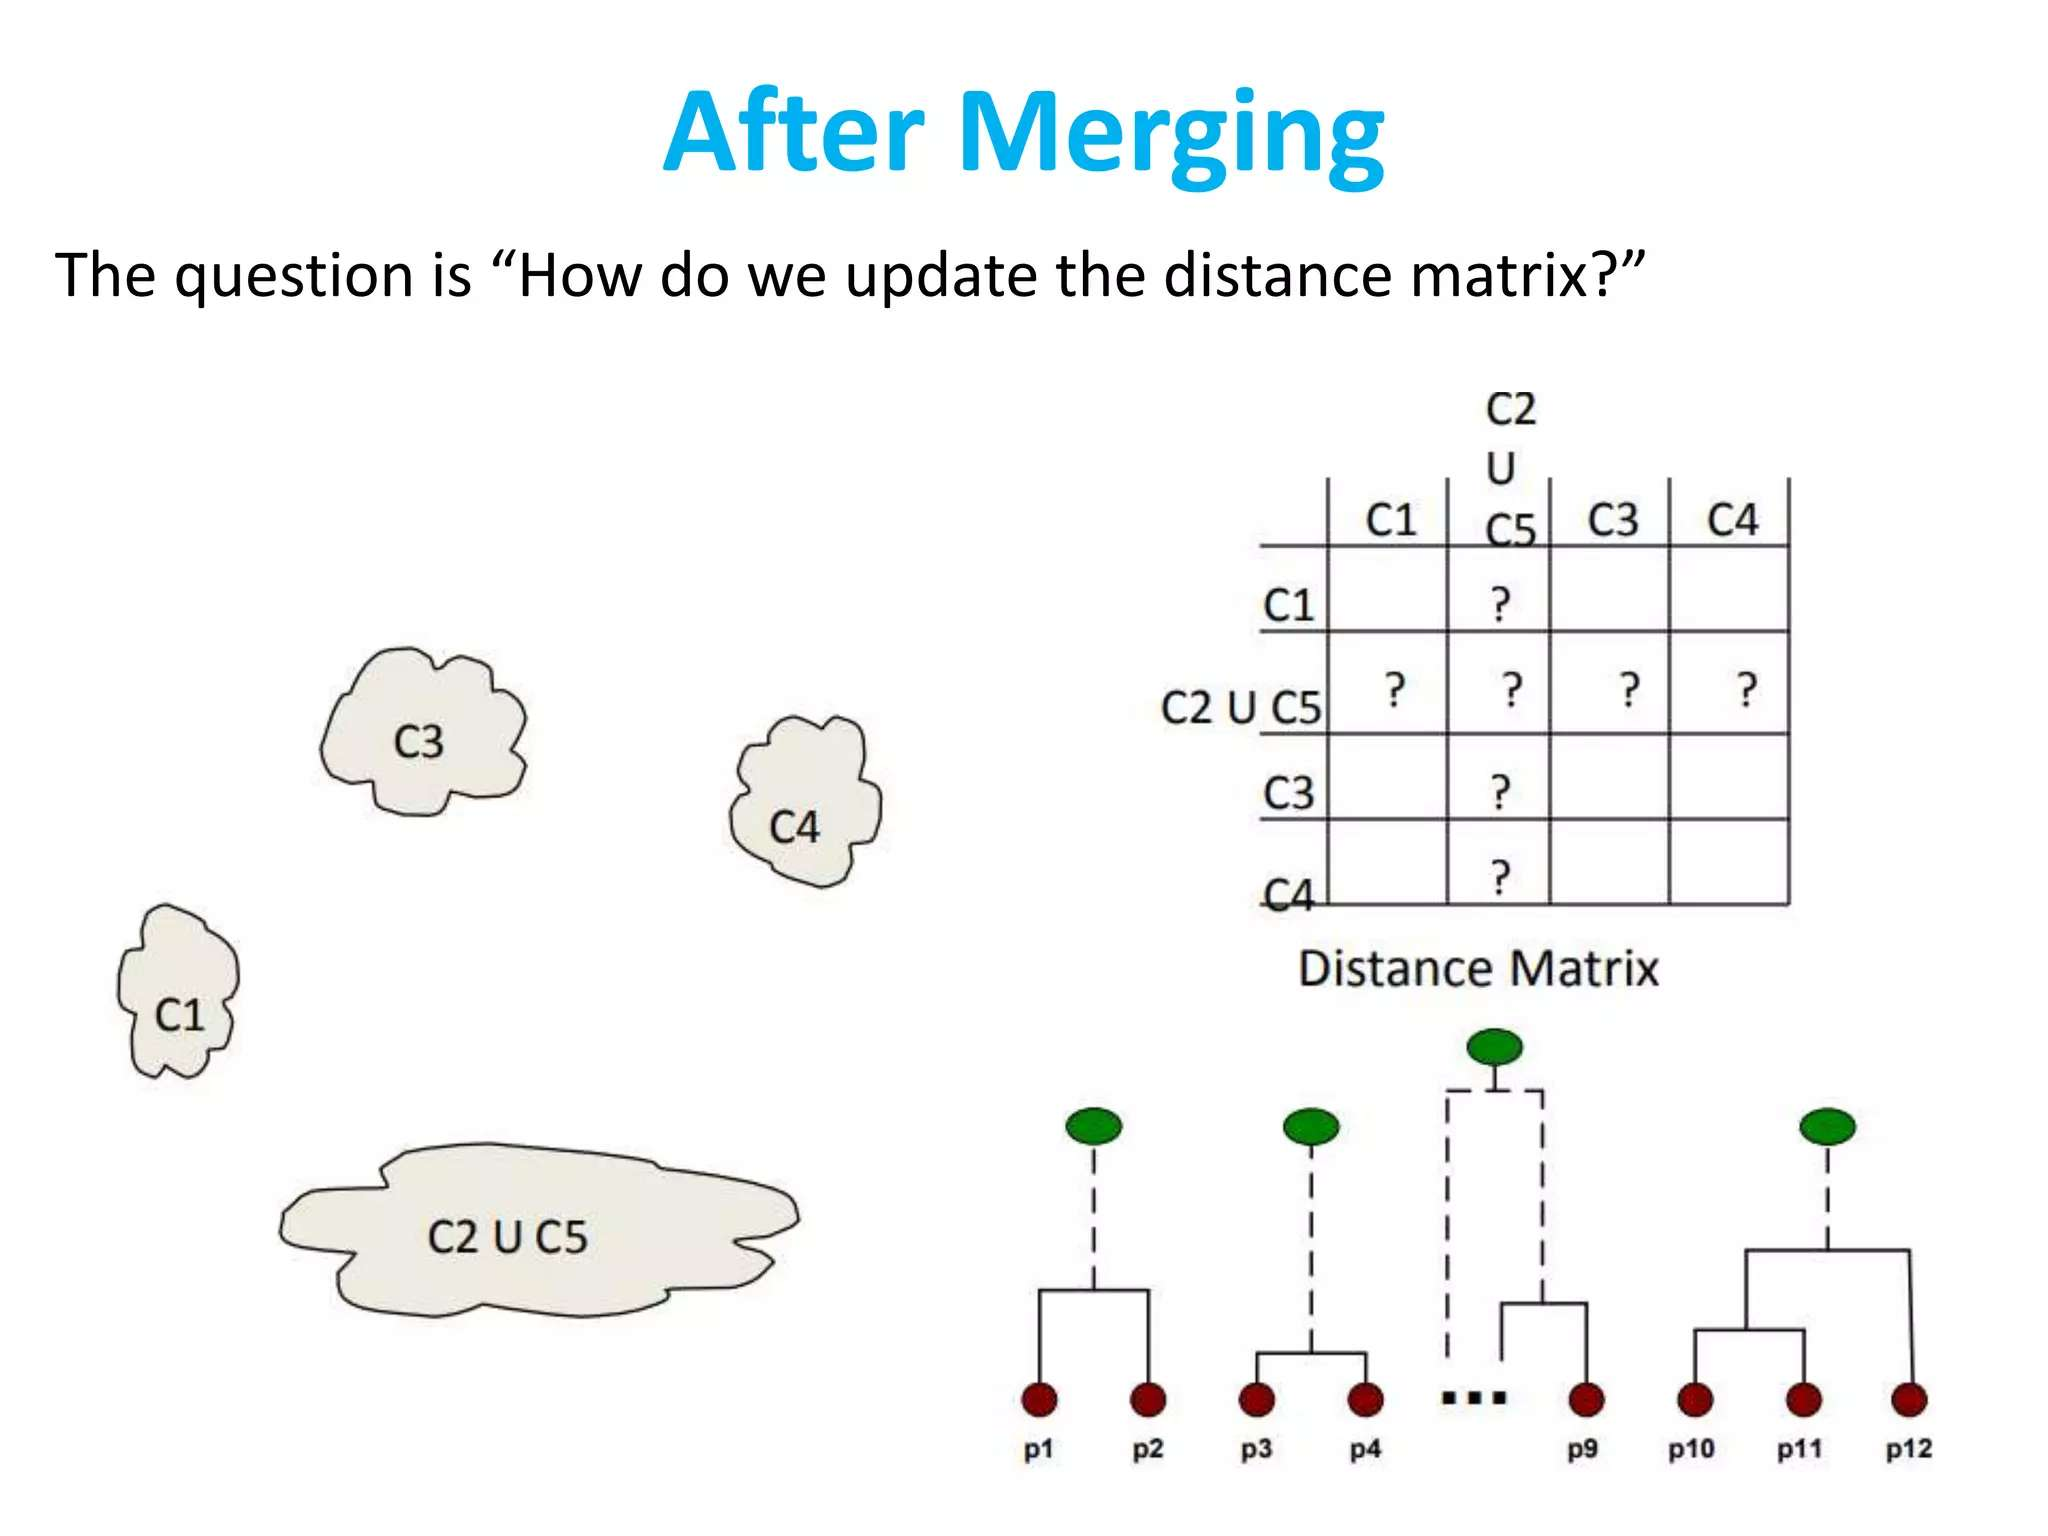 After Merging
The question is “How do we update the distance matrix?”
C2
U
C1 C5 C3 C4
C1 ?
C2 U C5 ? ? ? ?
C3 ?
C4 ?
Distance Matrix
C3
C4
C1
C2 U C5
...
p1 p2 p3 p4 p9 p10 p11 p12